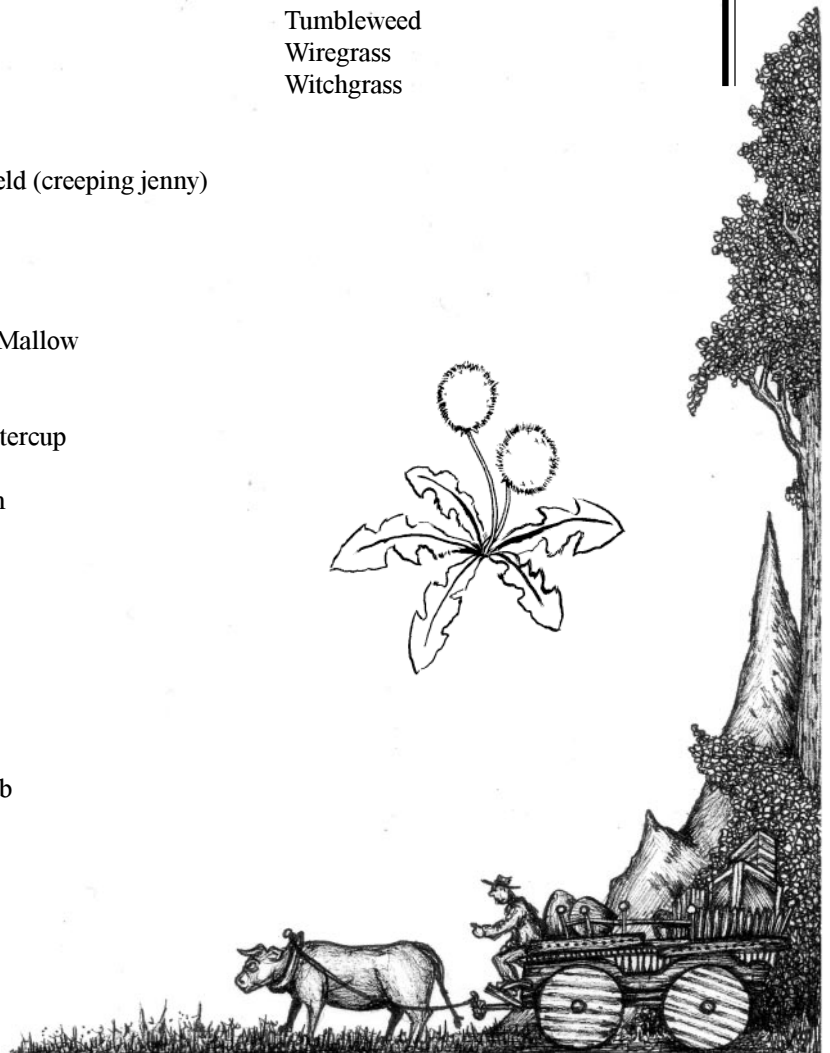 Tumbleweed
Wiregrass
Witchgrass
eld (creeping jenny)
Mallow
tercup
n
b